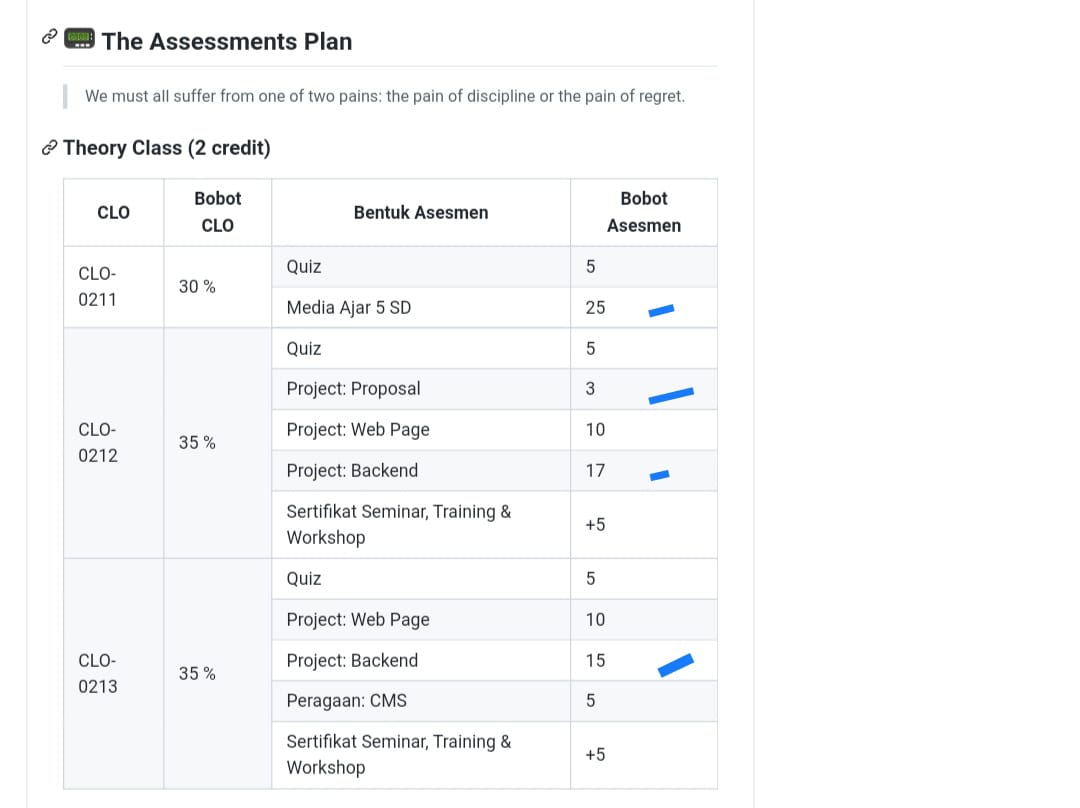 The Assessments Plan
We must all suffer from one of two pains: the pain of discipline or the pain of regret.
Theory Class (2 credit)
CLO Bobot CLO Bentuk Asesmen Bobot Asesmen
CLO-0211 30 % Quiz 5
Media Ajar 5 SD 25
CLO-0212 35 % Quiz 5
Project: Proposal 3
Project: Web Page 10
Project: Backend 17
Sertifikat Seminar, Training & Workshop +5
CLO-0213 35 % Quiz 5
Project: Web Page 10
Project: Backend 15
Peragaan: CMS 5
Sertifikat Seminar, Training & Workshop +5